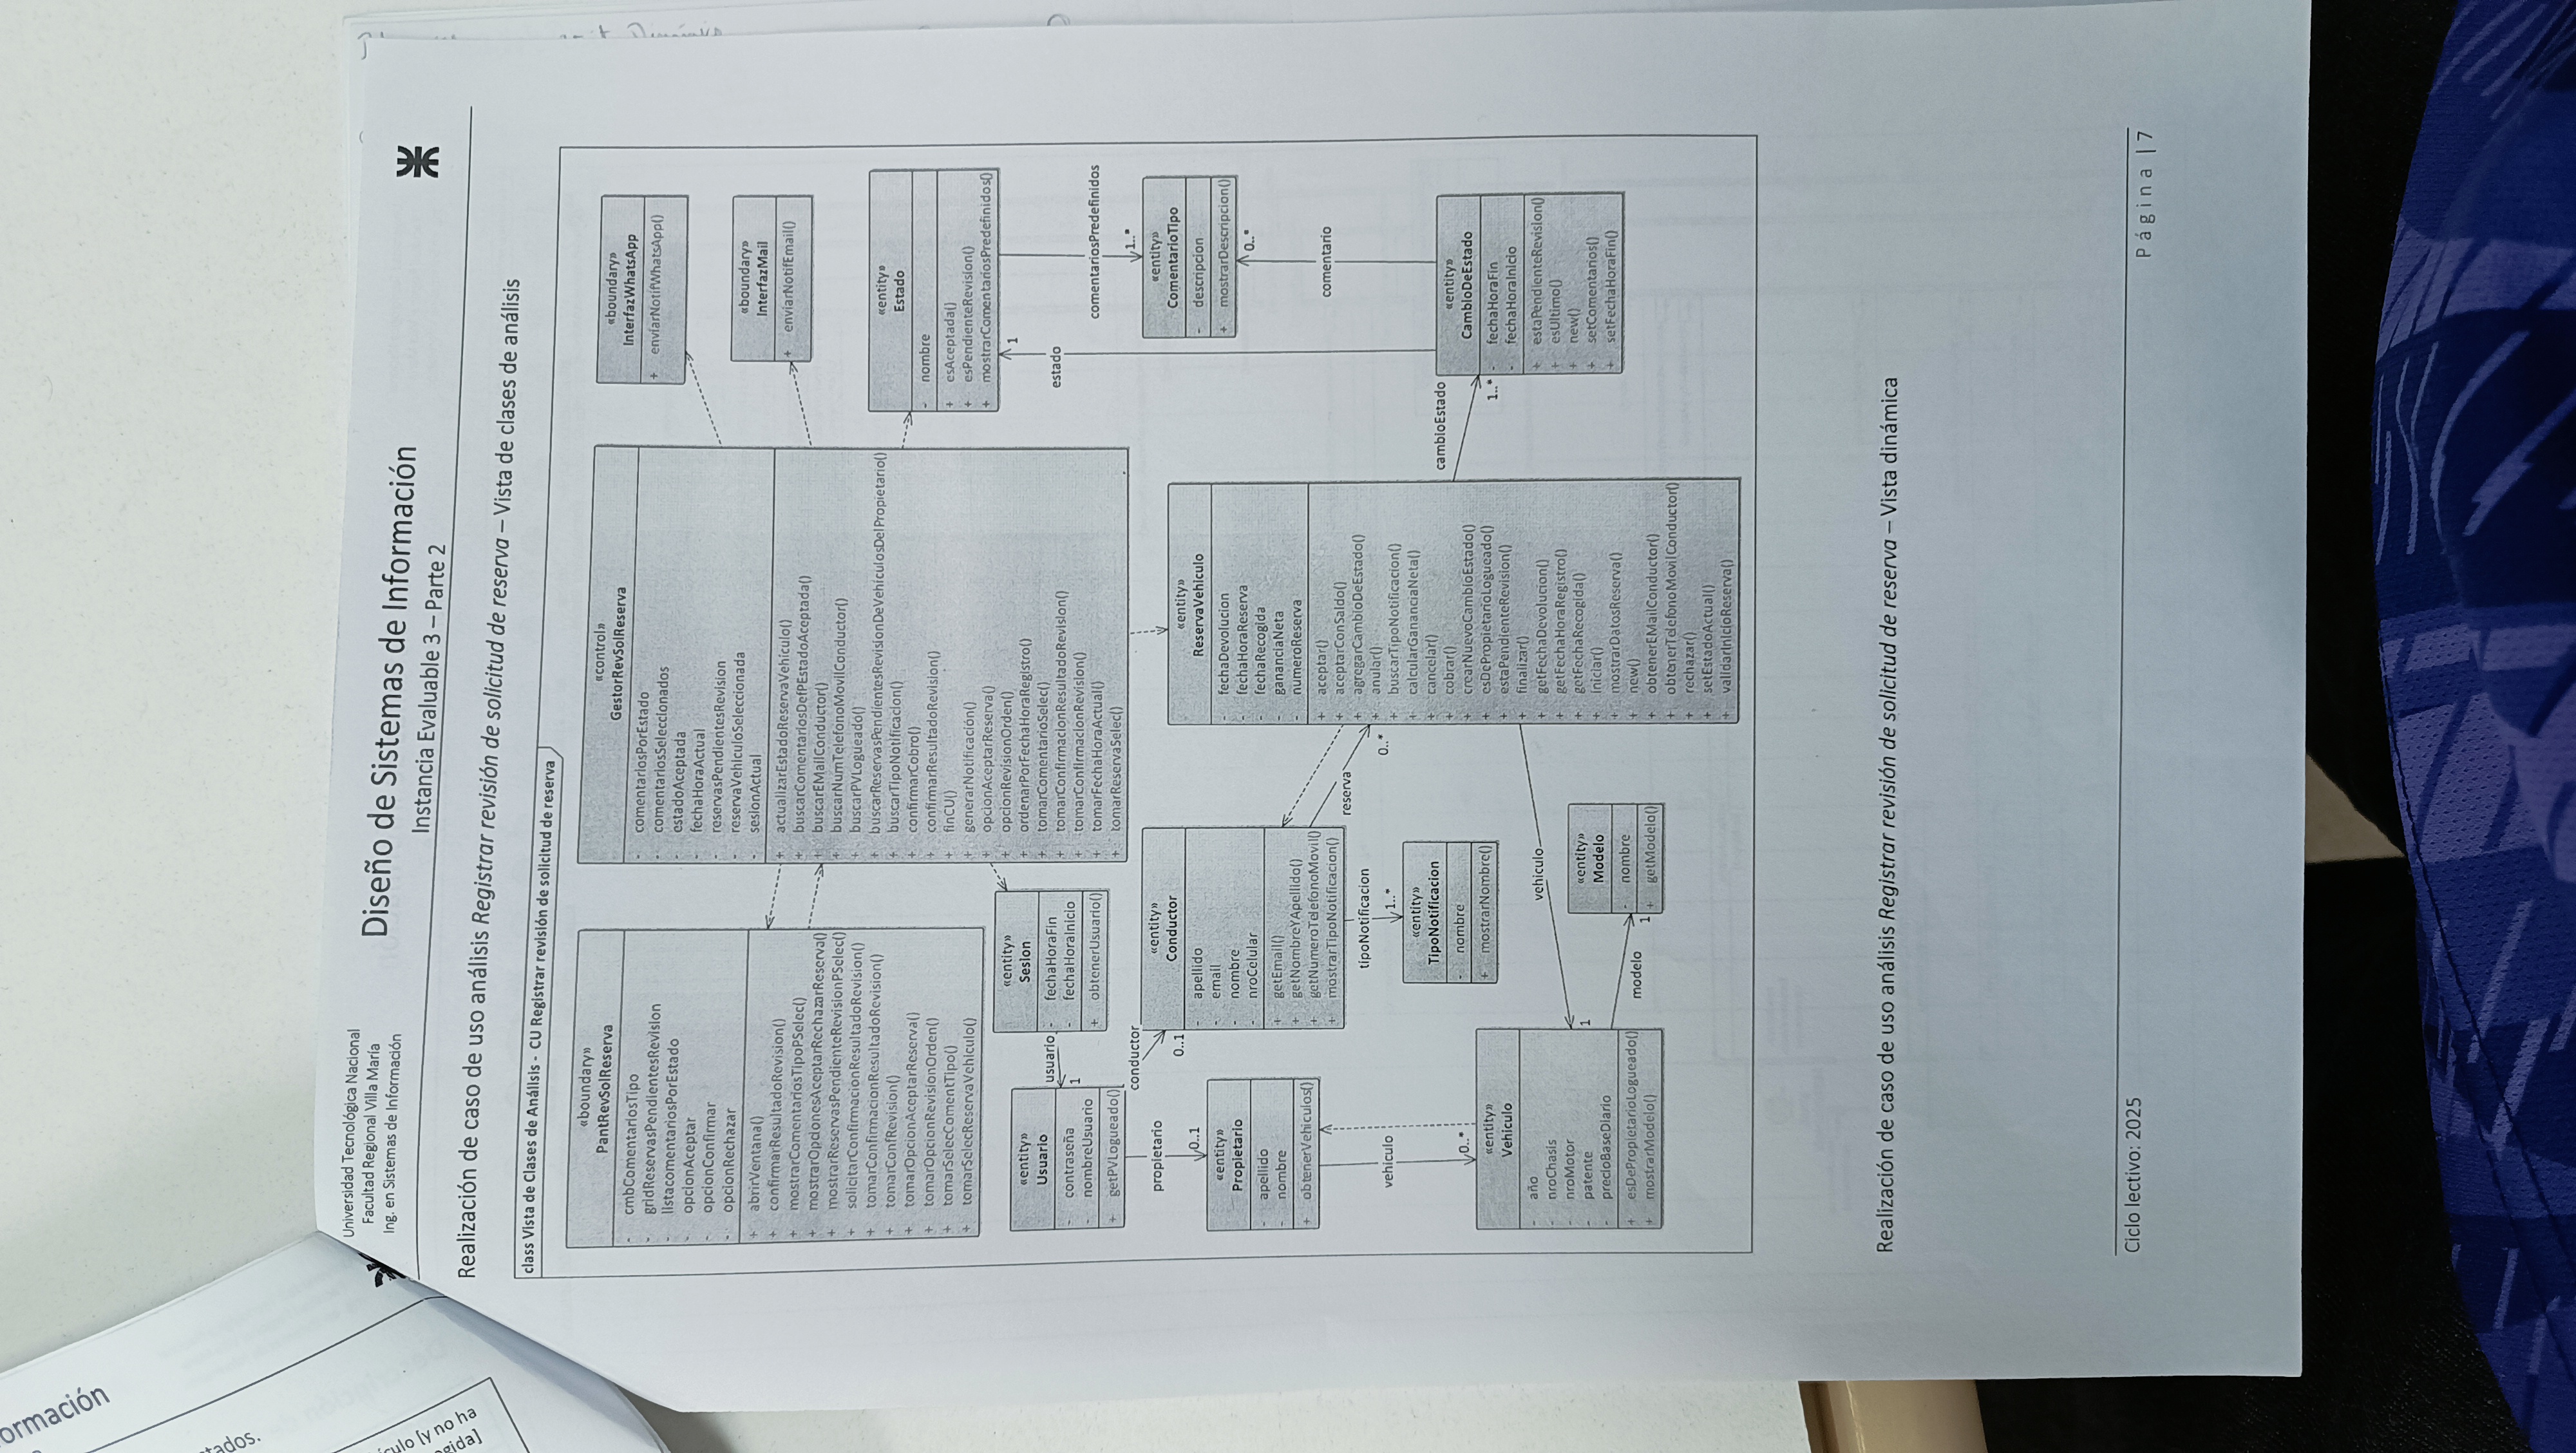 Universidad Tecnológica Nacional
Facultad Regional Villa María
Ing. en Sistemas de Información
Diseño de Sistemas de Información
Instancia Evaluable 3 – Parte 2
Realización de caso de uso análisis Registrar revisión de solicitud de reserva – Vista de clases de análisis
class Vista de Clases de Análisis - CU Registrar revisión de solicitud de reserva
«boundary»
PantRevSolReserva
- cmbComentariosTipo
- gridReservasPendientesRevision
- listacomentariosPorEstado
- opcionAceptar
- opcionConfirmar
- opcionRechazar
+ abrirVentana()
+ confirmarResultadoRevision()
+ mostrarComentariosTipoPSelec()
+ mostrarOpcionesAceptarRechazarReserva()
+ mostrarReservasPendienteRevisionPSelec()
+ solicitarConfirmacionResultadoRevision()
+ tomarConfirmacionResultadoRevision()
+ tomarConfRevision()
+ tomarOpcionAceptarReserva()
+ tomarOpcionRevisionOrden()
+ tomarSelecComentTipo()
+ tomarSelecReservaVehiculo()
«control»
GestorRevSolReserva
- comentariosPorEstado
- comentariosSeleccionados
- estadoAceptada
- fechaHoraActual
- reservasPendientesRevision
- reservaVehiculoSeleccionada
- sesionActual
+ actualizarEstadoReservaVehiculo()
+ buscarComentariosDefPEstadoAceptada()
+ buscarEMailConductor()
+ buscarNumTelefonoMovilConductor()
+ buscarPVLogueado()
+ buscarReservasPendientesRevisionDeVehiculosDelPropietario()
+ buscarTipoNotificacion()
+ confirmarCobro()
+ confirmarResultadoRevision()
+ finCU()
+ generarNotificación()
+ opcionAceptarReserva()
+ opcionRevisionOrden()
+ ordenarPorFechaHoraRegistro()
+ tomarComentarioSelec()
+ tomarConfirmacionResultadoRevision()
+ tomarConfirmacionRevision()
+ tomarFechaHoraActual()
+ tomarReservaSelec()
«boundary»
InterfazWhatsApp
+ enviarNotifWhatsApp()
«boundary»
InterfazMail
+ enviarNotifEmail()
«entity»
Estado
- nombre
+ esAceptada()
+ esPendienteRevision()
+ mostrarComentariosPredefinidos()
«entity»
Sesion
- fechaHoraFin
- fechaHoraInicio
+ obtenerUsuario()
usuario
1
«entity»
Usuario
- contraseña
- nombreUsuario
+ getPVLogueado()
conductor
0..1
propietario
0..1
«entity»
Conductor
- apellido
- email
- nombre
- nroCelular
+ getEmail()
+ getNombreYApellido()
+ getNumeroTelefonoMovil()
+ mostrarTipoNotificacion()
reserva
0..*
«entity»
ReservaVehiculo
- fechaDevolucion
- fechaHoraReserva
- fechaRecogida
- gananciaNeta
- numeroReserva
+ aceptar()
+ aceptarConSaldo()
+ agregarCambioDeEstado()
+ anular()
+ buscarTipoNotificacion()
+ calcularGananciaNeta()
+ cancelar()
+ cobrar()
+ crearNuevoCambioEstado()
+ esDePropietarioLogueado()
+ estaPendienteRevision()
+ finalizar()
+ getFechaDevolucion()
+ getFechaHoraRegistro()
+ getFechaRecogida()
+ iniciar()
+ mostrarDatosReserva()
+ new()
+ obtenerEMailConductor()
+ obtenerTelefonoMovilConductor()
+ rechazar()
+ setEstadoActual()
+ validarInicioReserva()
comentariosPredefinidos
1..*
estado
1
«entity»
ComentarioTipo
- descripcion
+ mostrarDescripcion()
0..*
comentario
«entity»
CambioDeEstado
- fechaHoraFin
- fechaHoraInicio
+ estaPendienteRevision()
+ esUltimo()
+ new()
+ setComentarios()
+ setFechaHoraFin()
cambioEstado
1..*
«entity»
Propietario
- apellido
- nombre
+ obtenerVehiculos()
tipoNotificacion
1..*
«entity»
TipoNotificacion
- nombre
+ mostrarNombre()
vehiculo
0..*
«entity»
Vehiculo
- año
- nroChasis
- nroMotor
- patente
- precioBaseDiario
+ esDePropietarioLogueado()
+ mostrarModelo()
vehiculo
1
modelo
1
«entity»
Modelo
- nombre
+ getModelo()
Realización de caso de uso análisis Registrar revisión de solicitud de reserva – Vista dinámica
Ciclo lectivo: 2025
Página | 7
ormación
tados.
culo [y no ha
ogida]